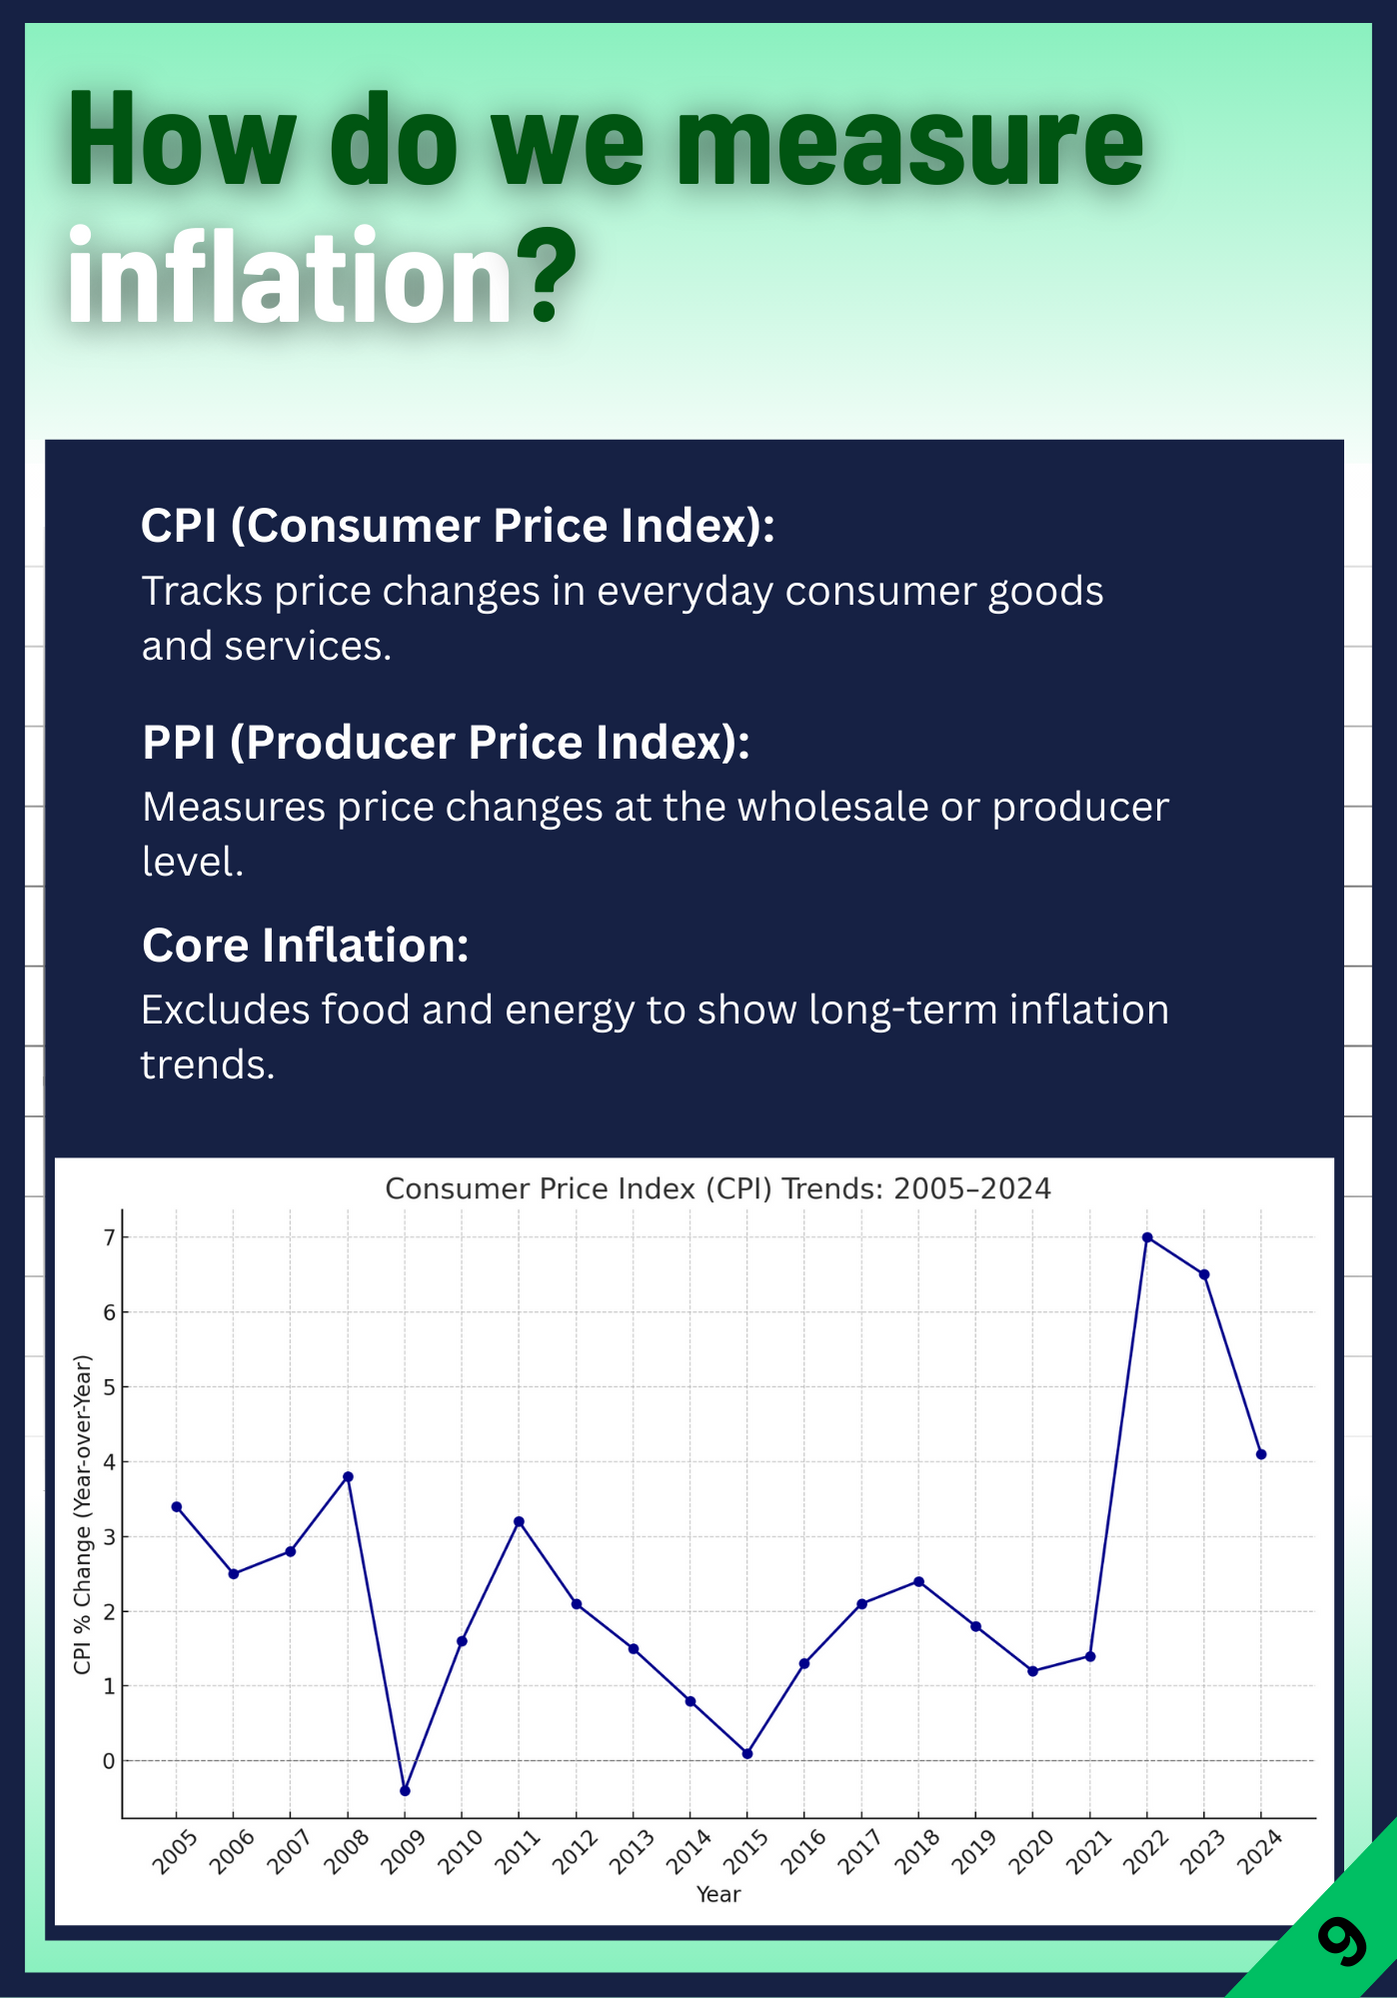 How do we measure
inflation?
CPI (Consumer Price Index):
Tracks price changes in everyday consumer goods
and services.
PPI (Producer Price Index):
Measures price changes at the wholesale or producer
level.
Core Inflation:
Excludes food and energy to show long-term inflation
trends.
Consumer Price Index (CPI) Trends: 2005–2024
CPI % Change (Year-over-Year)
7
6
5
4
3
2
1
0
2005 2006 2007 2008 2009 2010 2011 2012 2013 2014 2015 2016 2017 2018 2019 2020 2021 2022 2023 2024
Year
9